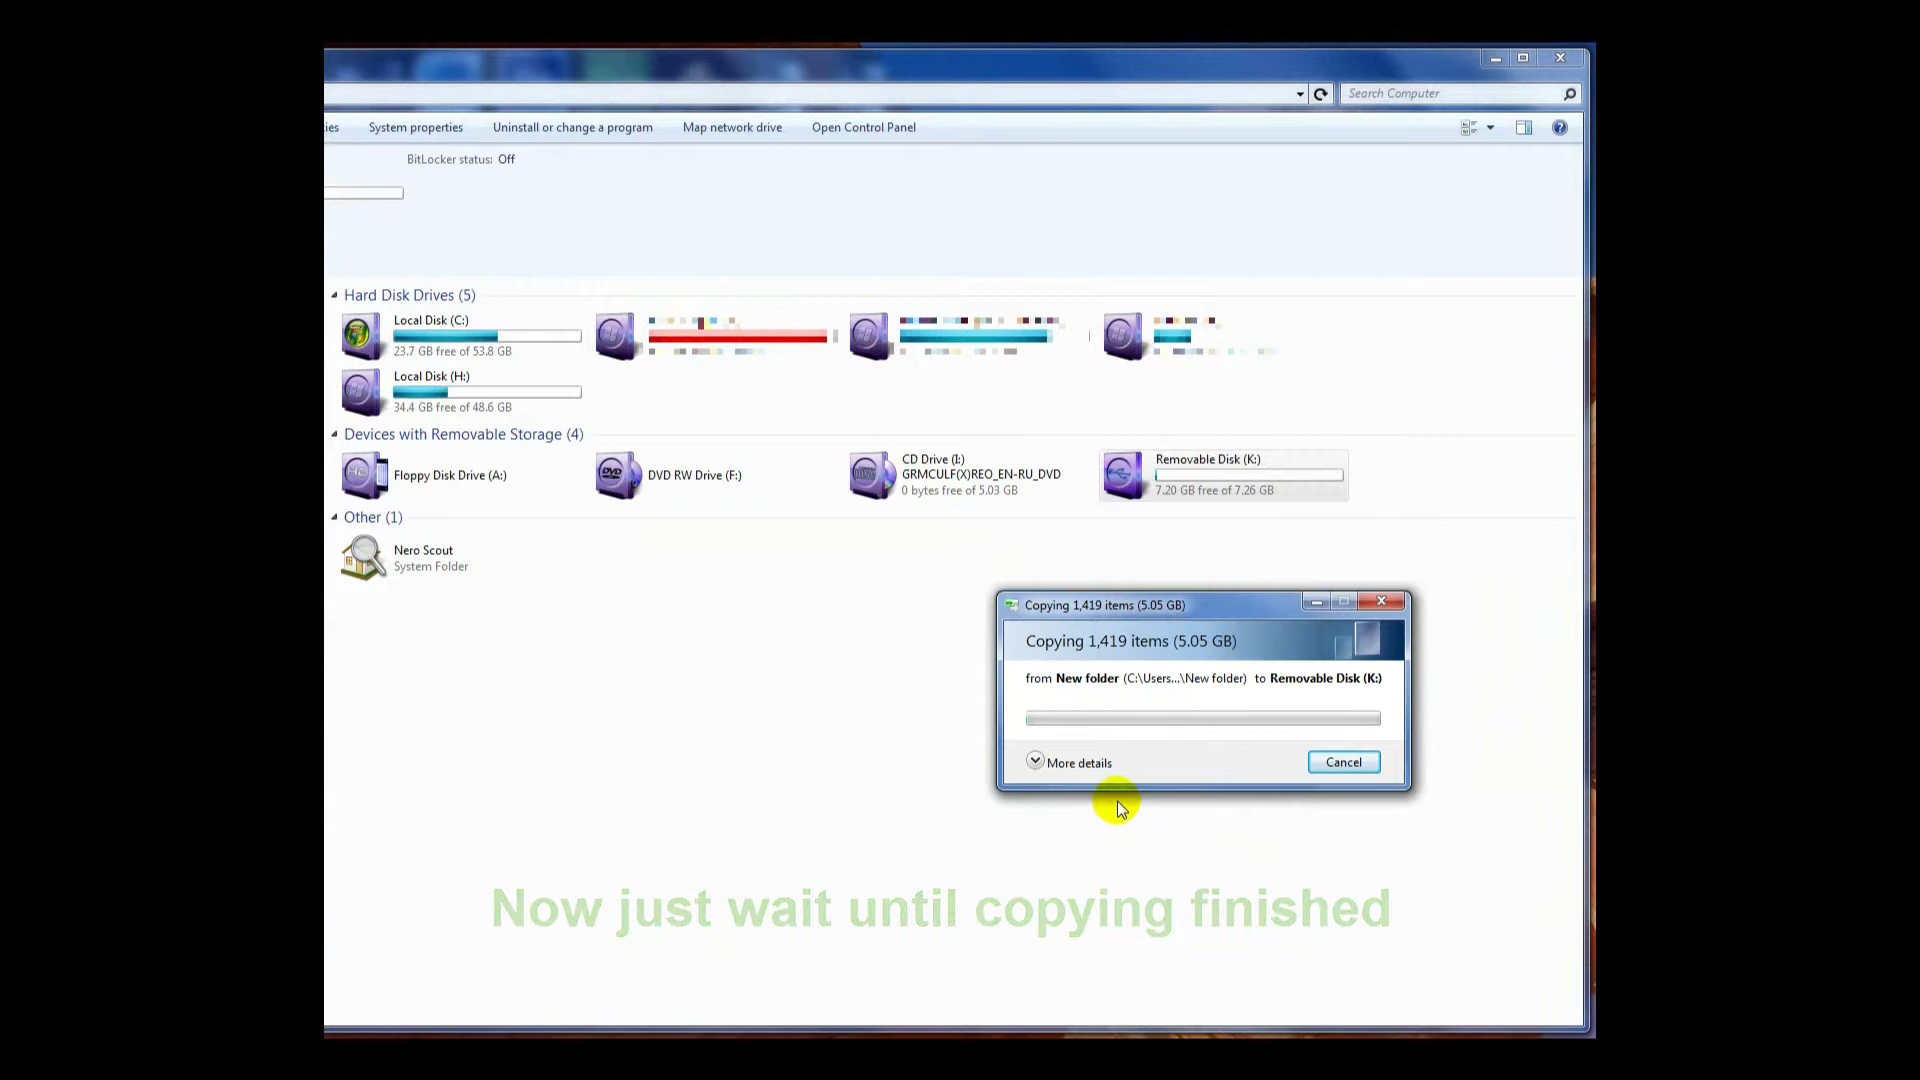 Search Computer
ies System properties Uninstall or change a program Map network drive Open Control Panel
BitLocker status: Off
Hard Disk Drives (5)
Local Disk (C:)
23.7 GB free of 53.8 GB
Local Disk (H:)
34.4 GB free of 48.6 GB
Devices with Removable Storage (4)
Floppy Disk Drive (A:)
DVD RW Drive (F:)
CD Drive (I:)
GRMCULF(X)REO_EN-RU_DVD
0 bytes free of 5.03 GB
Removable Disk (K:)
7.20 GB free of 7.26 GB
Other (1)
Nero Scout
System Folder
Copying 1,419 items (5.05 GB)
Copying 1,419 items (5.05 GB)
from New folder (C:\Users...\New folder) to Removable Disk (K:)
More details
Cancel
Now just wait until copying finished